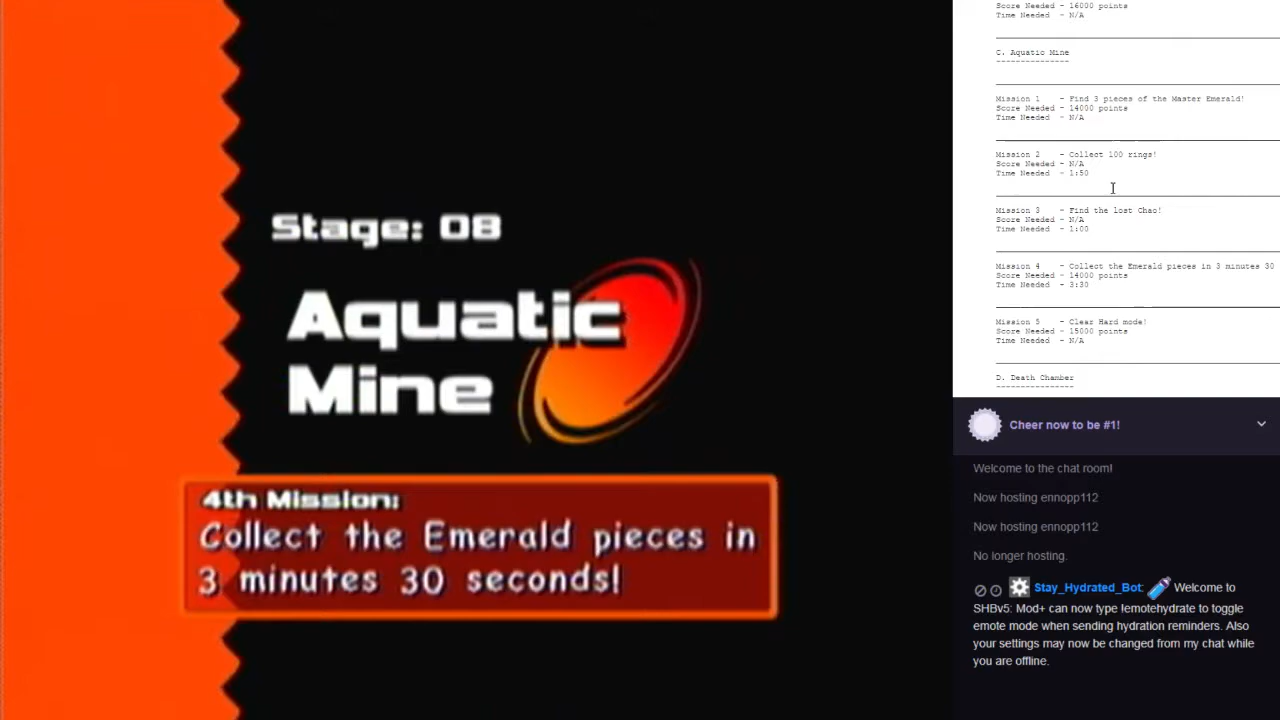 Stage: 08
Aquatic
Mine
4th Mission:
Collect the Emerald pieces in
3 minutes 30 seconds!
Score Needed - 16000 points
Time Needed - N/A
C. Aquatic Mine
---------------
Mission 1 - Find 3 pieces of the Master Emerald!
Score Needed - 14000 points
Time Needed - N/A
Mission 2 - Collect 100 rings!
Score Needed - N/A
Time Needed - 1:50
Mission 3 - Find the lost Chao!
Score Needed - N/A
Time Needed - 1:00
Mission 4 - Collect the Emerald pieces in 3 minutes 30
Score Needed - 14000 points
Time Needed - 3:30
Mission 5 - Clear Hard mode!
Score Needed - 15000 points
Time Needed - N/A
D. Death Chamber
----------------
Cheer now to be #1!
Welcome to the chat room!
Now hosting ennopp112
Now hosting ennopp112
No longer hosting.
Stay_Hydrated_Bot: Welcome to
SHBv5: Mod+ can now type !emotehydrate to toggle
emote mode when sending hydration reminders. Also
your settings may now be changed from my chat while
you are offline.